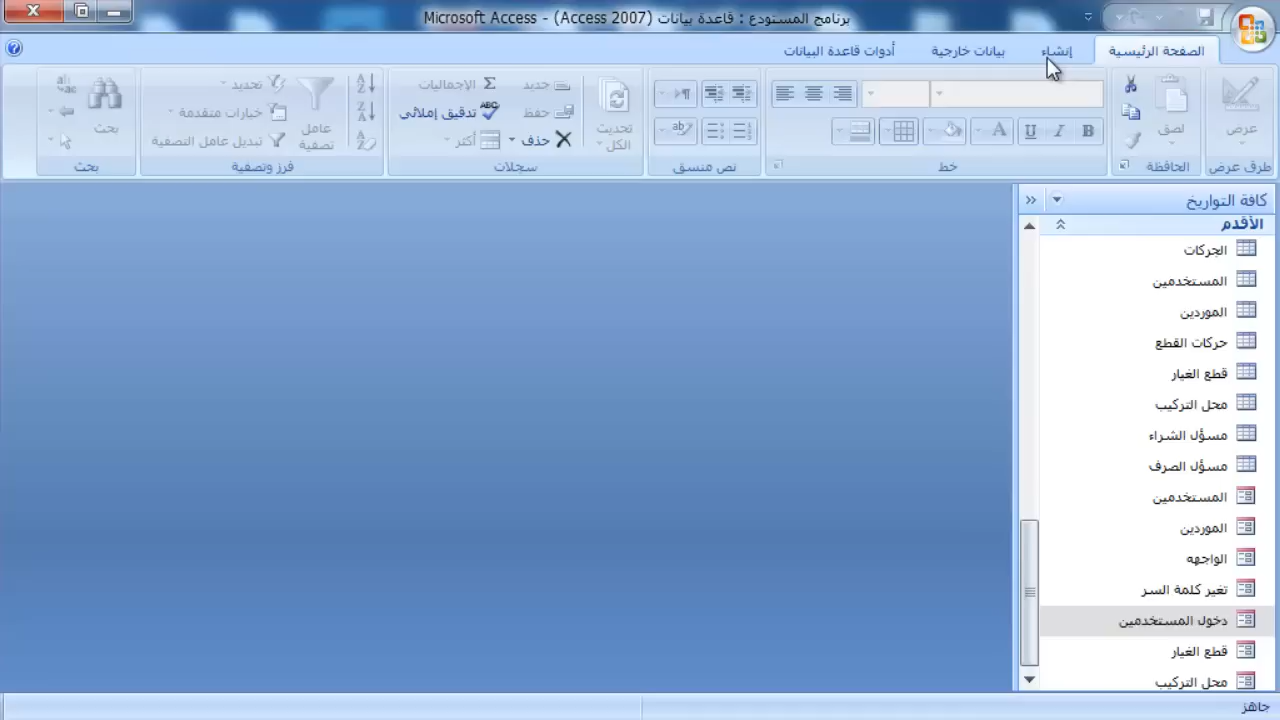 برنامج المستودع : قاعدة بيانات (Access 2007) - Microsoft Access
الصفحة الرئيسية
إنشاء
بيانات خارجية
أدوات قاعدة البيانات
عرض
طرق عرض
لصق
الحافظة
B I U A
خط
نص منسق
تحديث الكل
جديد
حفظ
حذف
الإجماليات
تدقيق إملائي
أكثر
سجلات
عامل تصفية
تحديد
خيارات متقدمة
تبديل عامل التصفية
فرز وتصفية
بحث
بحث
كافة التواريخ
الأقدم
الجركات
المستخدمين
الموردين
حركات القطع
قطع الغيار
محل التركيب
مسؤل الشراء
مسؤل الصرف
المستخدمين
الموردين
الواجهه
تغير كلمة السر
دخول المستخدمين
قطع الغيار
محل التركيب
جاهز